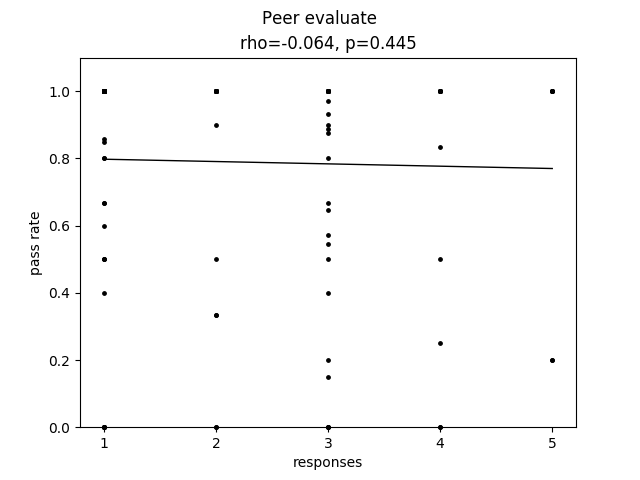 Peer evaluate
rho=-0.064, p=0.445
1.0
0.8
0.6
0.4
0.2
0.0
pass rate
1 2 3 4 5
responses